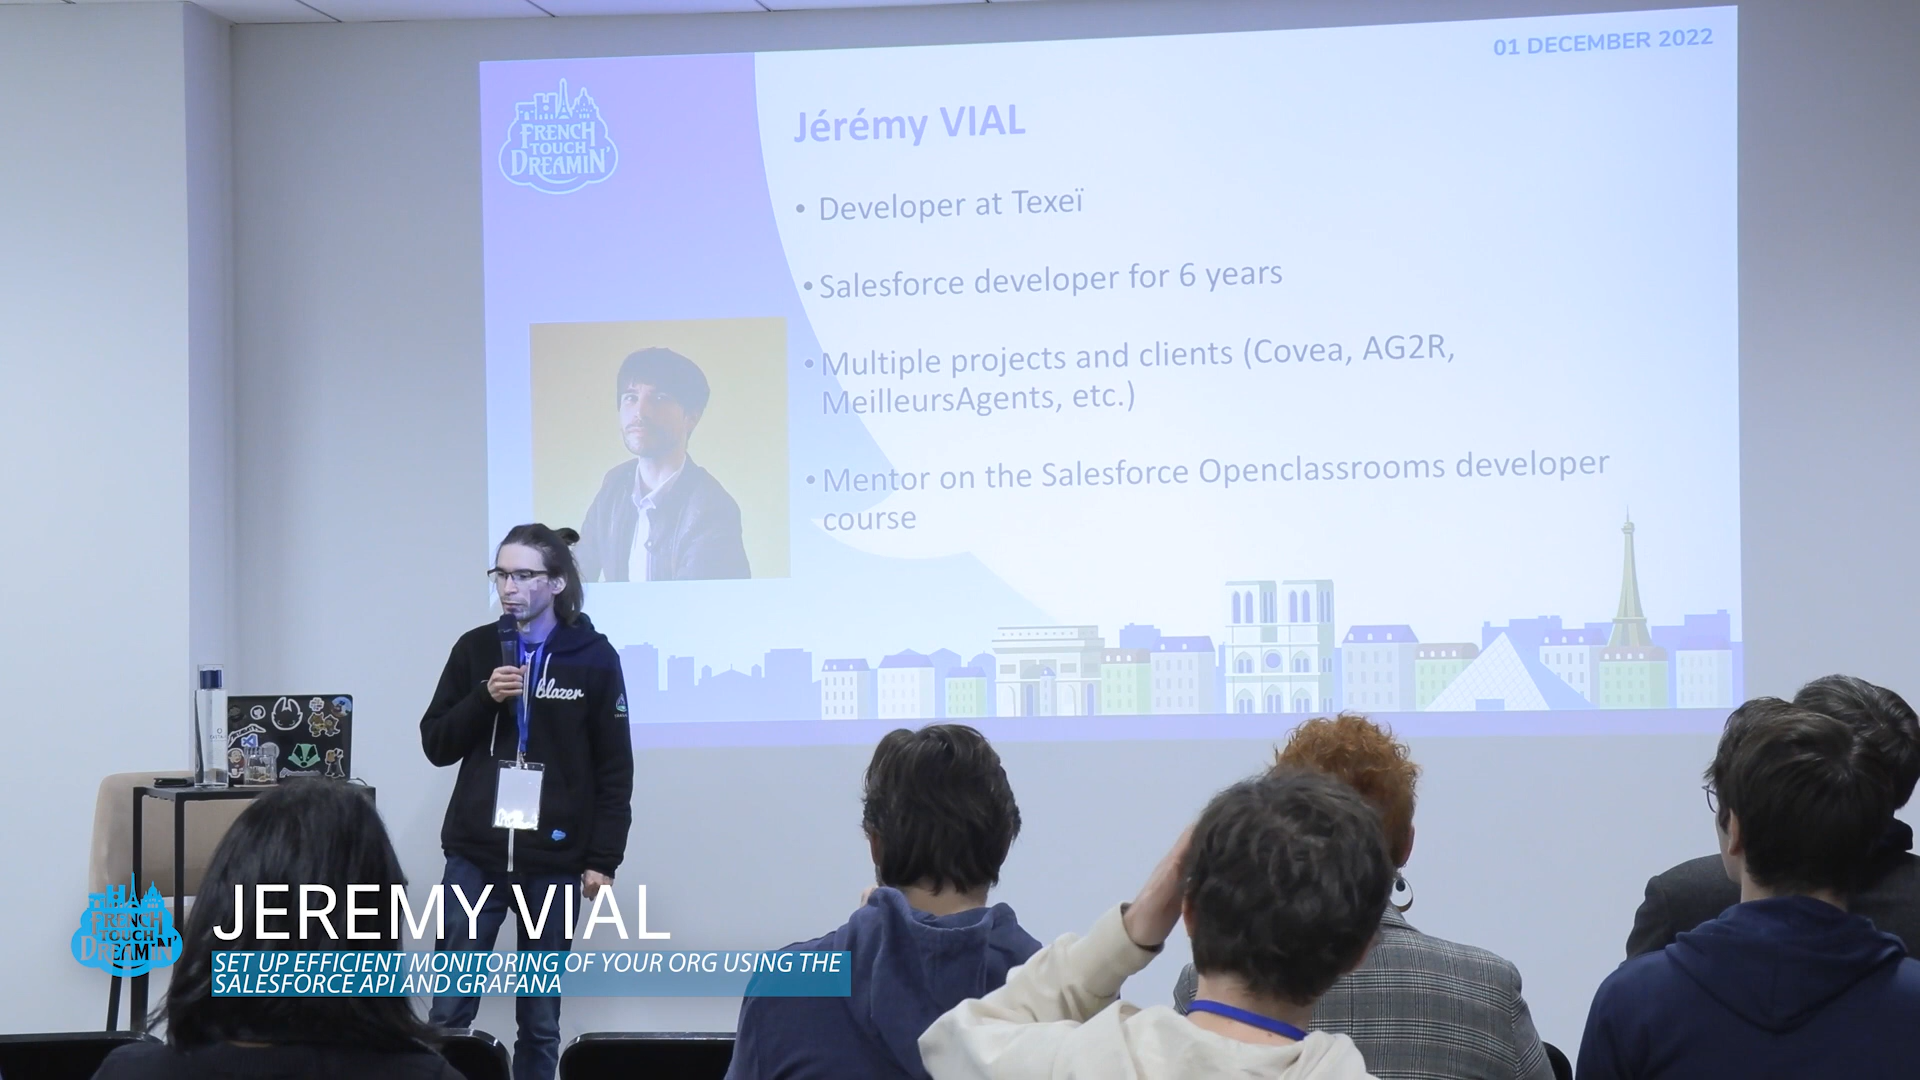 01 DECEMBER 2022
FRENCH
TOUCH
DREAMIN'
Jérémy VIAL
• Developer at Texeï
• Salesforce developer for 6 years
• Multiple projects and clients (Covea, AG2R,
MeilleursAgents, etc.)
• Mentor on the Salesforce Openclassrooms developer
course
blazer
FRENCH
TOUCH
DREAMIN'
JEREMY VIAL
SET UP EFFICIENT MONITORING OF YOUR ORG USING THE
SALESFORCE API AND GRAFANA